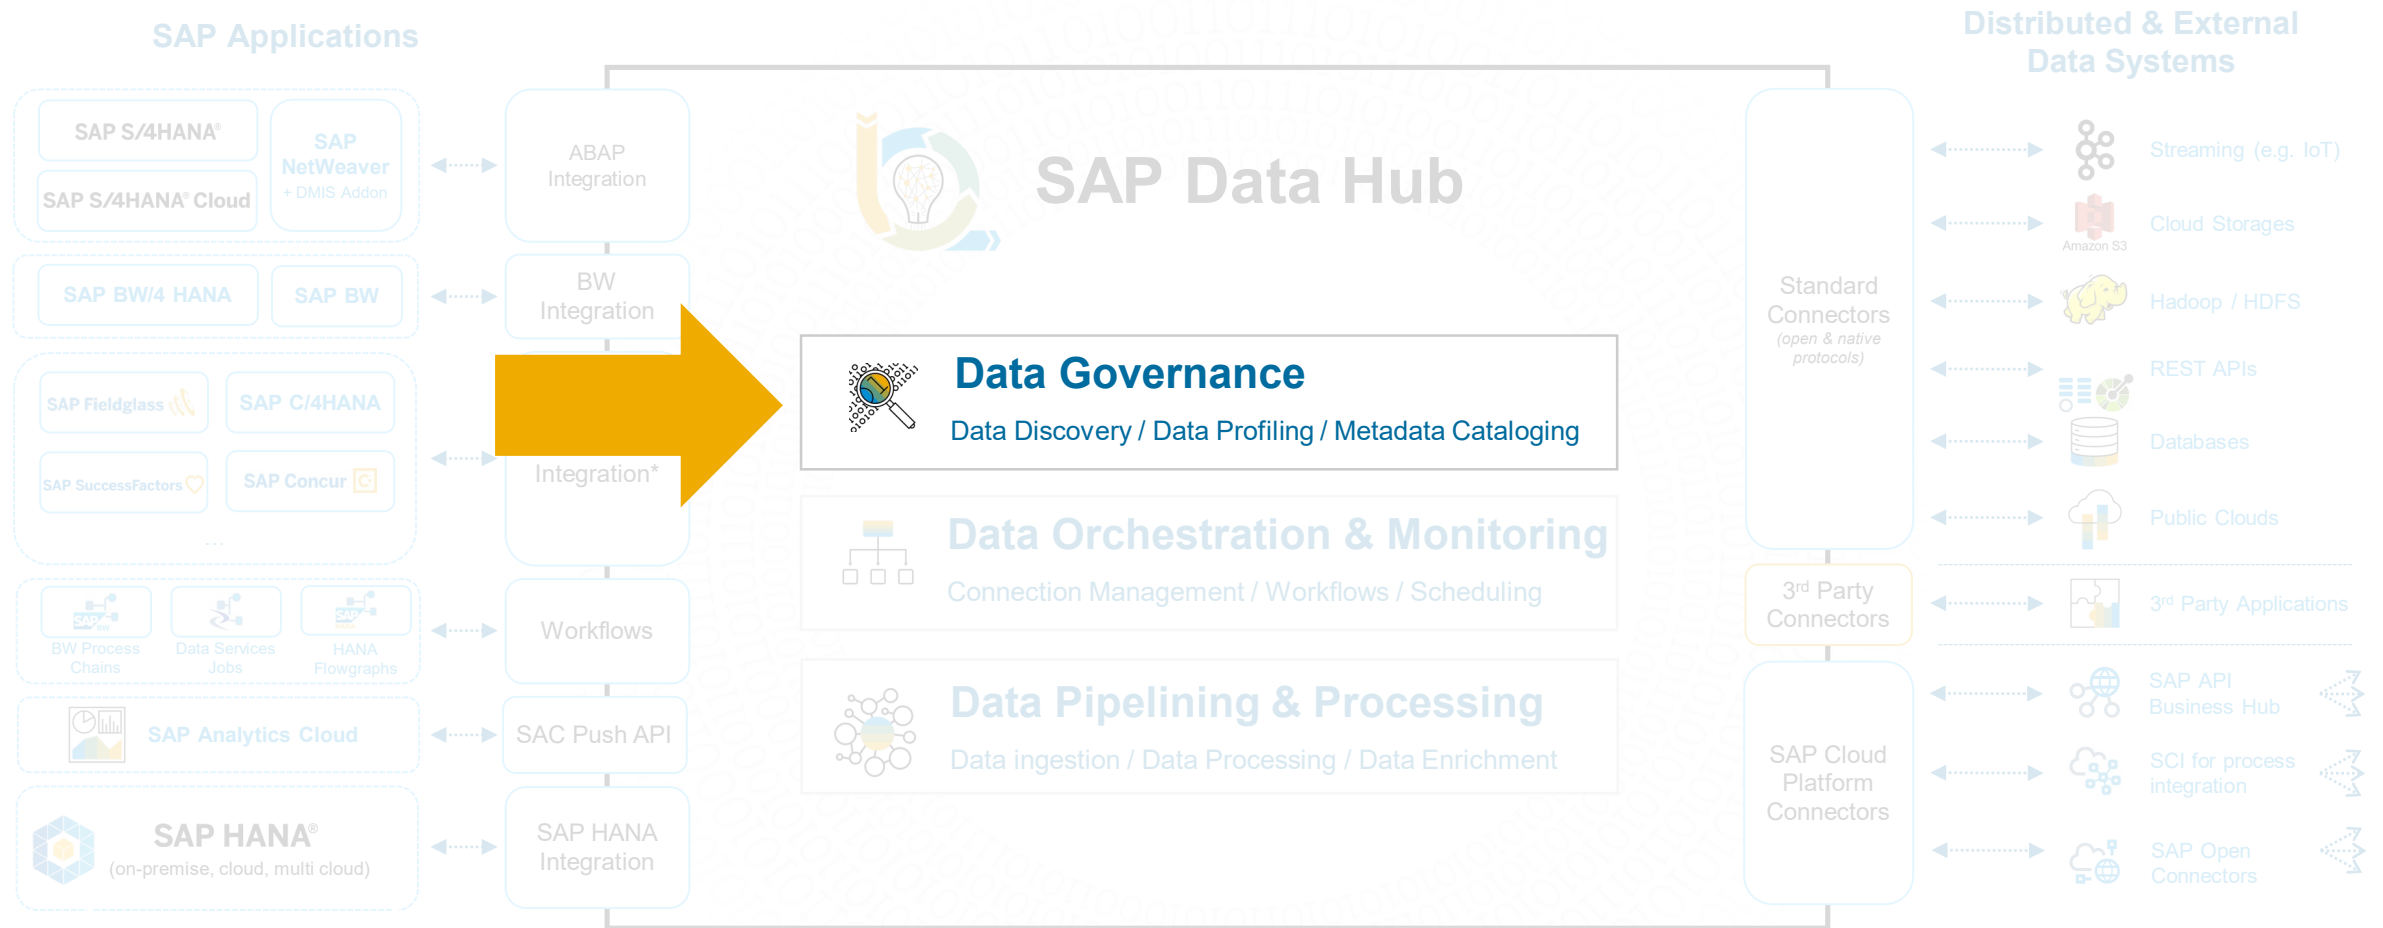 SAP Applications
SAP S/4HANA®
SAP S/4HANA® Cloud
SAP
NetWeaver
+ DMIS Addon
SAP BW/4 HANA
SAP BW
SAP Fieldglass
SAP C/4HANA
SAP SuccessFactors
SAP Concur
C.
...
SAP BW
BW Process
Chains
Data Services
Jobs
SAP HANA
HANA
Flowgraphs
SAP Analytics Cloud
SAP HANA®
(on-premise, cloud, multi cloud)
ABAP
Integration
BW
Integration
Integration*
Workflows
SAC Push API
SAP HANA
Integration
SAP Data Hub
Data Governance
Data Discovery / Data Profiling / Metadata Cataloging
Data Orchestration & Monitoring
Connection Management / Workflows / Scheduling
Data Pipelining & Processing
Data ingestion / Data Processing / Data Enrichment
Standard
Connectors
(open & native
protocols)
3rd Party
Connectors
SAP Cloud
Platform
Connectors
Distributed & External
Data Systems
Streaming (e.g. IoT)
Amazon S3
Cloud Storages
Hadoop / HDFS
REST APIs
Databases
Public Clouds
3rd Party Applications
SAP API
Business Hub
SCI for process
integration
SAP Open
Connectors